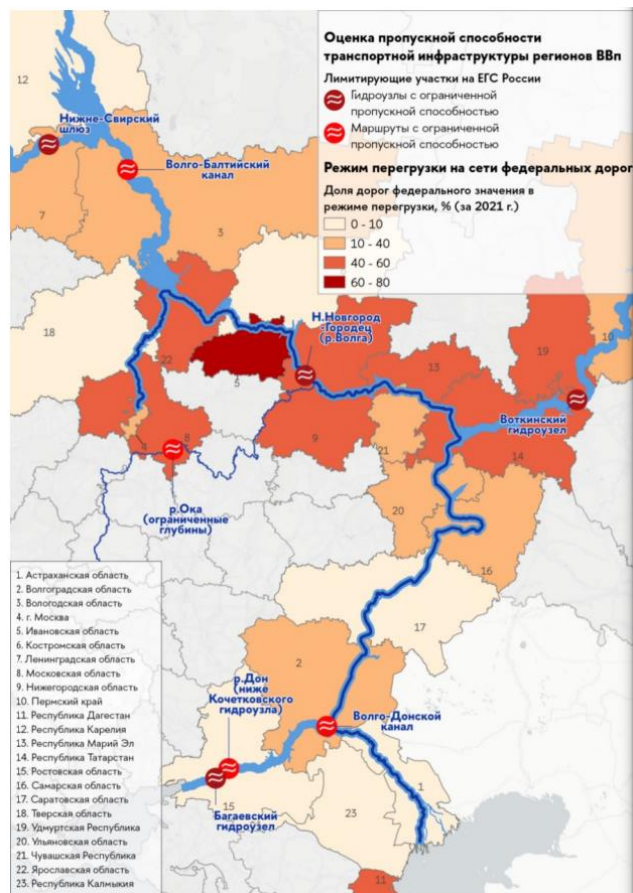 Оценка пропускной способности
транспортной инфраструктуры регионов ВВп
Лимитирующие участки на ЕГС России
Гидроузлы с ограниченной
пропускной способностью
Маршруты с ограниченной
пропускной способностью
Режим перегрузки на сети федеральных дорог
Доля дорог федерального значения в
режиме перегрузки, % (за 2021 г.)
0 - 10
10 - 40
40 - 60
60 - 80
12
Нижне-Свирский
шлюз
Волго-Балтийский
канал
7
3
6
18
22
5
Н.Новгород
-Городец
(р.Волга)
13
19
10
Воткинский
гидроузел
4
8
9
21
14
р.Ока
(ограниченные
глубины)
20
16
17
2
р.Дон
(ниже
Кочетковского
гидроузла)
Волго-Донской
канал
1
15
Багаевский
гидроузел
23
11
1. Астраханская область
2. Волгоградская область
3. Вологодская область
4. г. Москва
5. Ивановская область
6. Костромская область
7. Ленинградская область
8. Московская область
9. Нижегородская область
10. Пермский край
11. Республика Дагестан
12. Республика Карелия
13. Республика Марий Эл
14. Республика Татарстан
15. Ростовская область
16. Самарская область
17. Саратовская область
18. Тверская область
19. Удмуртская Республика
20. Ульяновская область
21. Чувашская Республика
22. Ярославская область
23. Республика Калмыкия